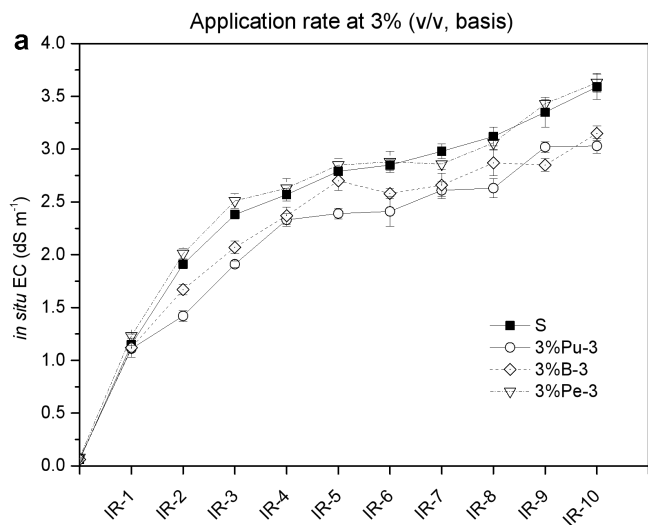 Application rate at 3% (v/v, basis)
a
4.0
3.5
3.0
2.5
2.0
1.5
1.0
0.5
0.0
in situ EC (dS m⁻¹)
S
3%Pu-3
3%B-3
3%Pe-3
IR-1
IR-2
IR-3
IR-4
IR-5
IR-6
IR-7
IR-8
IR-9
IR-10